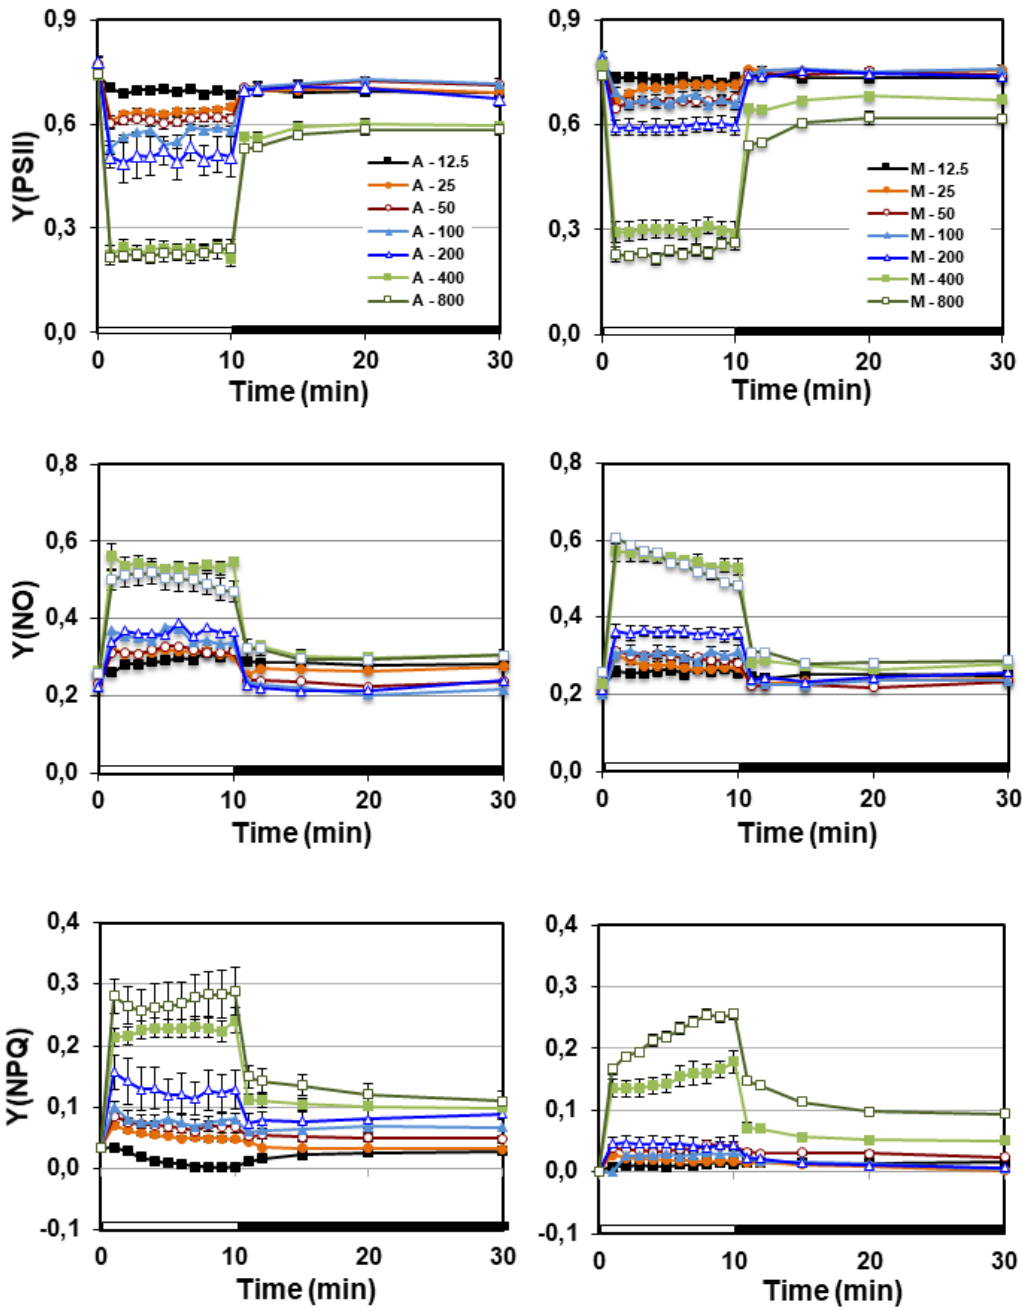 Y(PSII)
0,9
0,6
0,3
0,0
A - 12.5
A - 25
A - 50
A - 100
A - 200
A - 400
A - 800
0 10 20 30
Time (min)
0,9
0,6
0,3
0,0
M - 12.5
M - 25
M - 50
M - 100
M - 200
M - 400
M - 800
0 10 20 30
Time (min)
Y(NO)
0,8
0,6
0,4
0,2
0,0
0 10 20 30
Time (min)
0,8
0,6
0,4
0,2
0,0
0 10 20 30
Time (min)
Y(NPQ)
0,4
0,3
0,2
0,1
0,0
-0,1
0 10 20 30
Time (min)
0,4
0,3
0,2
0,1
0,0
-0,1
0 10 20 30
Time (min)